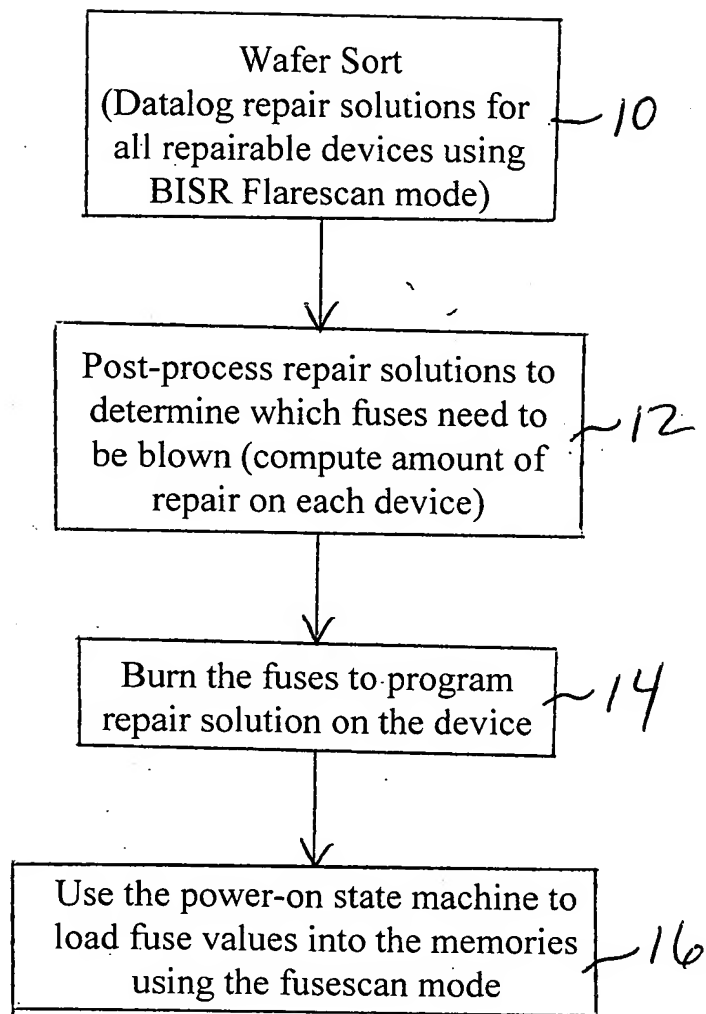 Wafer Sort
(Datalog repair solutions for
all repairable devices using
BISR Flarescan mode)
10
Post-process repair solutions to
determine which fuses need to
be blown (compute amount of
repair on each device)
12
Burn the fuses to program
repair solution on the device
14
Use the power-on state machine to
load fuse values into the memories
using the fusescan mode
16